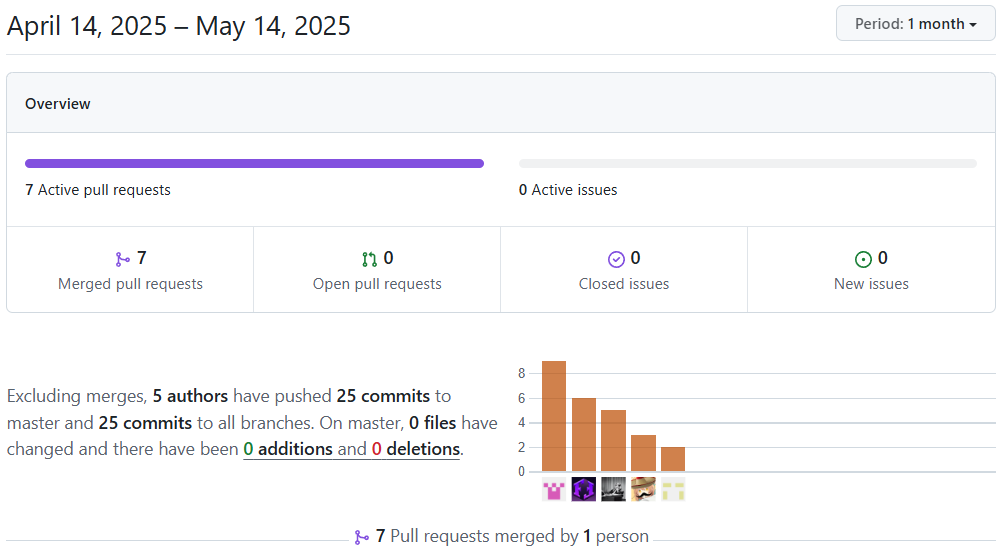 April 14, 2025 – May 14, 2025
Period: 1 month
Overview
7 Active pull requests
0 Active issues
7
Merged pull requests
0
Open pull requests
0
Closed issues
0
New issues
Excluding merges, 5 authors have pushed 25 commits to
master and 25 commits to all branches. On master, 0 files have
changed and there have been 0 additions and 0 deletions.
8
6
4
2
0
7 Pull requests merged by 1 person